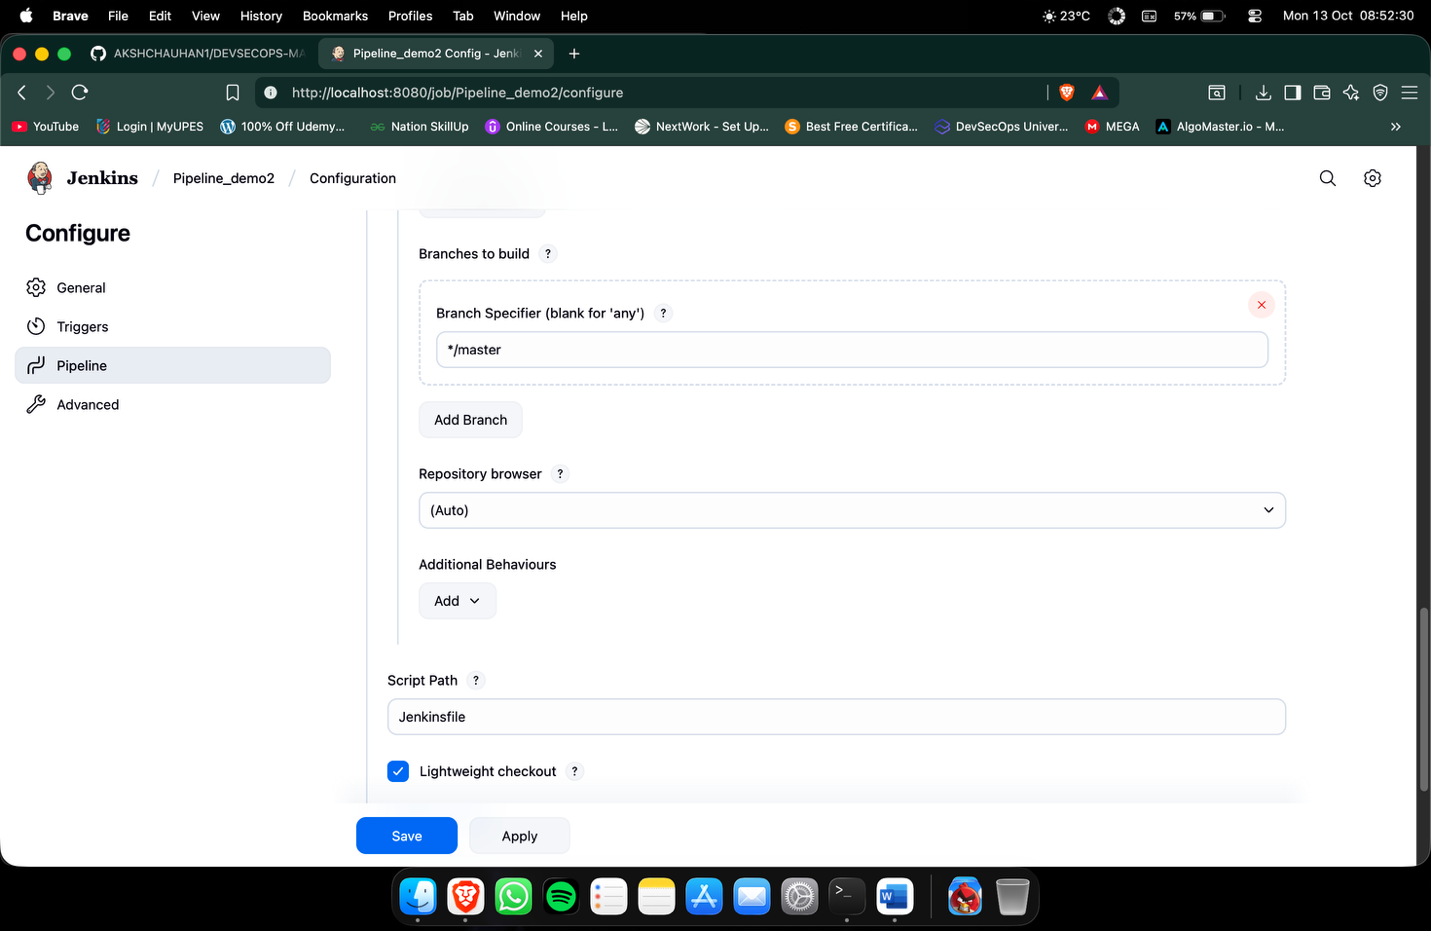 Brave File Edit View History Bookmarks Profiles Tab Window Help 23°C 57% Mon 13 Oct 08:52:30
AKSHCHAUHAN1/DEVSECOPS-MA Pipeline_demo2 Config - Jenki
http://localhost:8080/job/Pipeline_demo2/configure
YouTube Login | MyUPES 100% Off Udemy... Nation SkillUp Online Courses - L... NextWork - Set Up... Best Free Certifica... DevSecOps Univer... MEGA AlgoMaster.io - M... »
Jenkins / Pipeline_demo2 / Configuration
Configure
General
Triggers
Pipeline
Advanced
Branches to build ?
Branch Specifier (blank for 'any') ?
*/master
Add Branch
Repository browser ?
(Auto)
Additional Behaviours
Add
Script Path ?
Jenkinsfile
Lightweight checkout ?
Save Apply